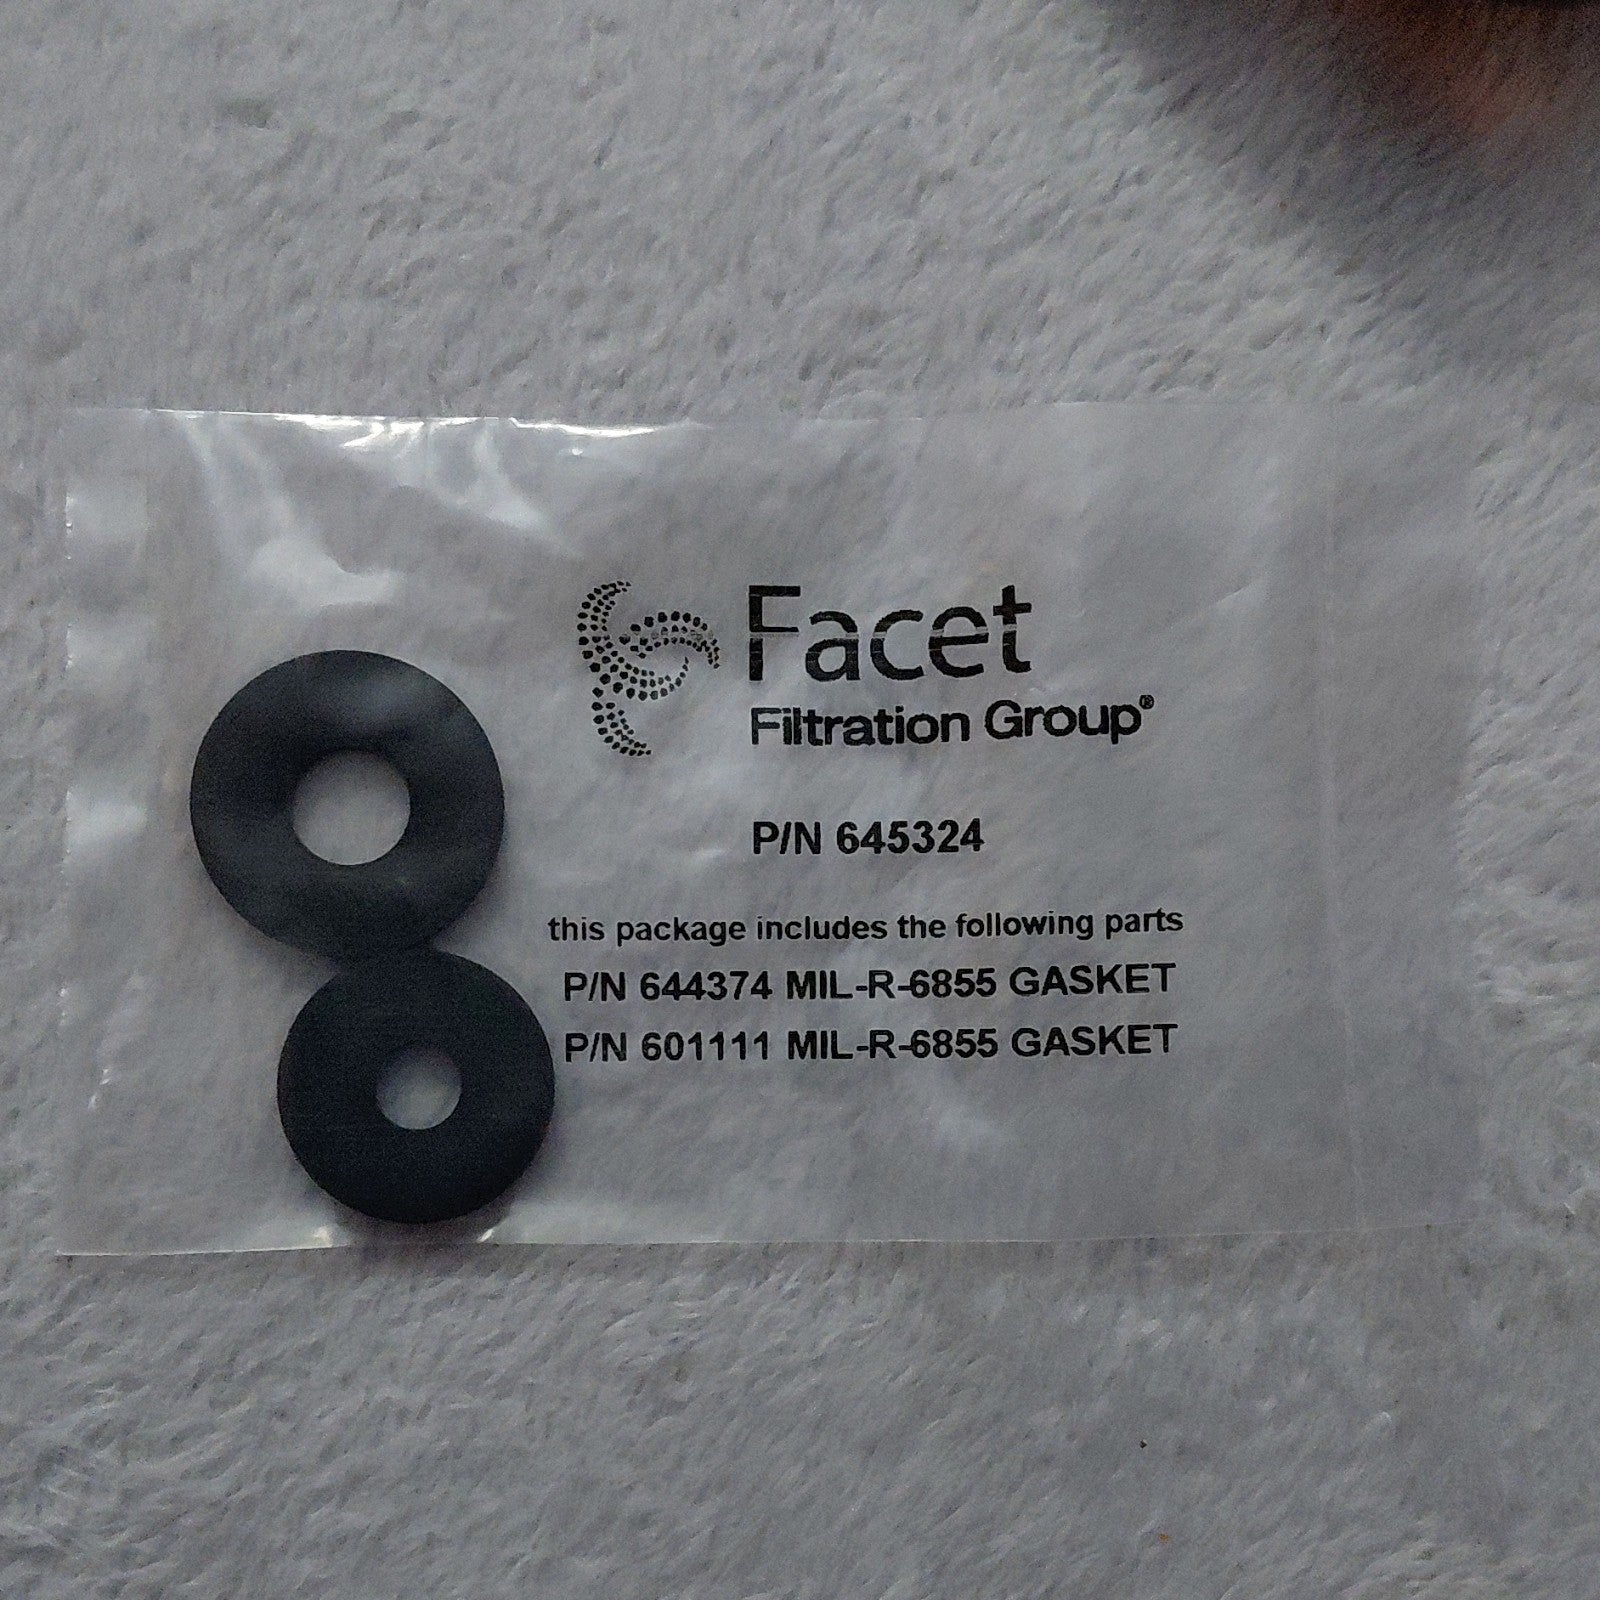 Facet
Filtration Group®
P/N 645324
this package includes the following parts
P/N 644374 MIL-R-6855 GASKET
P/N 601111 MIL-R-6855 GASKET